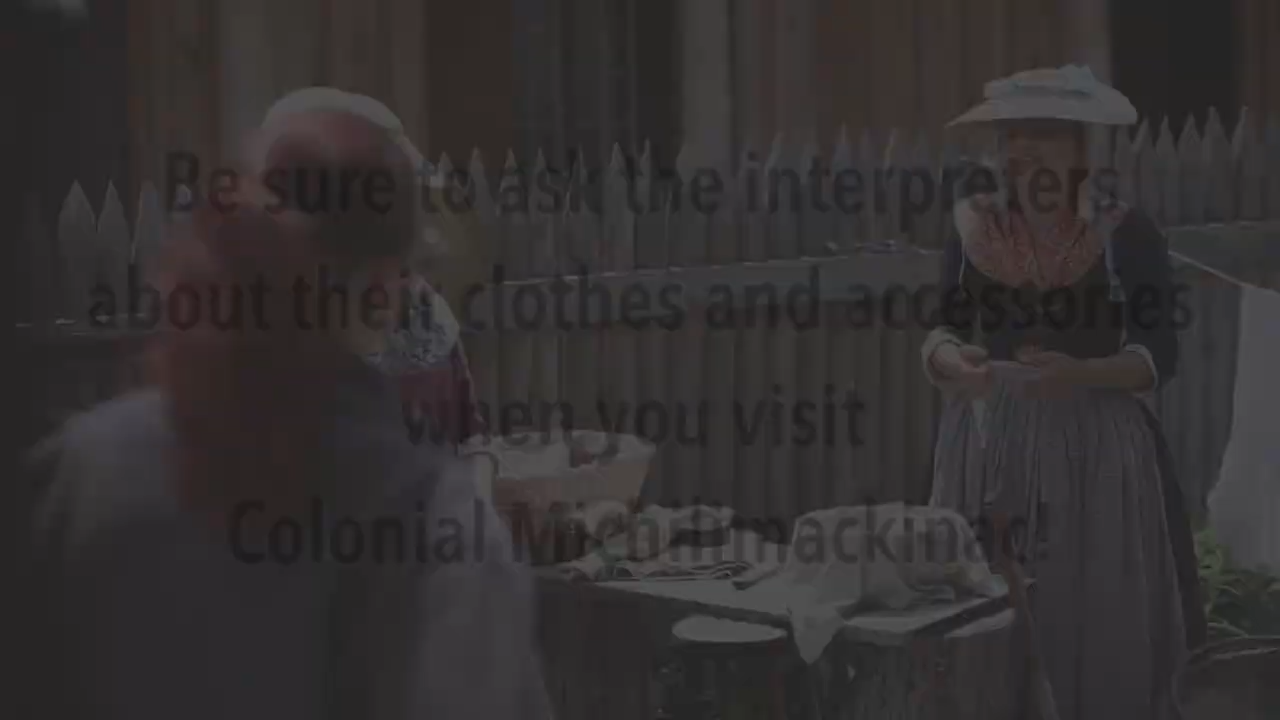 Be sure to ask the interpreters
about their clothes and accessories
when you visit
Colonial Michilimackinac!